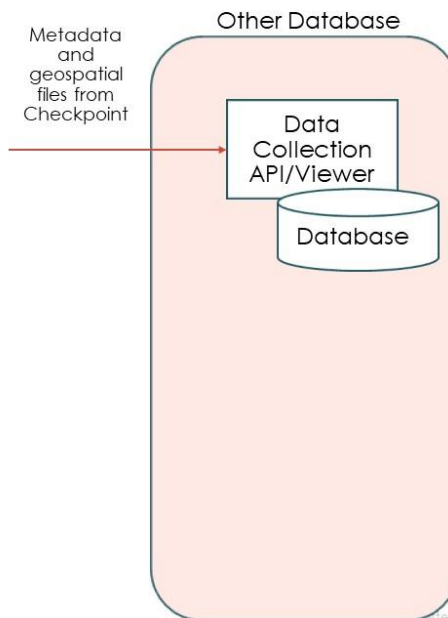 Other Database
Metadata
and
geospatial
files from
Checkpoint
Data
Collection
API/Viewer
Database